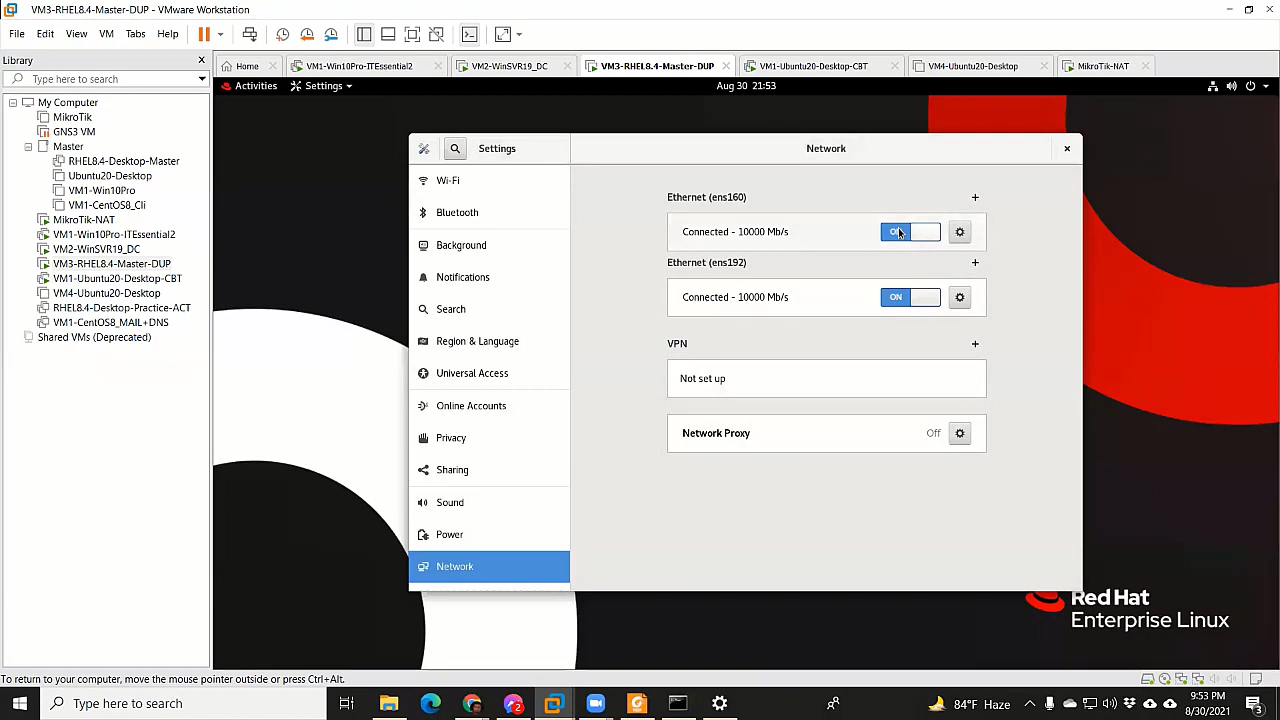 VM3-RHEL8.4-Master-DUP - VMware Workstation
File Edit View VM Tabs Help
Library
Type here to search
My Computer
MikroTik
GNS3 VM
Master
RHEL8.4-Desktop-Master
Ubuntu20-Desktop
VM1-Win10Pro
VM1-CentOS8_Cli
MikroTik-NAT
VM1-Win10Pro-ITEssential2
VM2-WinSVR19_DC
VM3-RHEL8.4-Master-DUP
VM1-Ubuntu20-Desktop-CBT
VM4-Ubuntu20-Desktop
RHEL8.4-Desktop-Practice-ACT
VM1-CentOS8_MAIL+DNS
Shared VMs (Deprecated)
Home VM1-Win10Pro-ITEssential2 VM2-WinSVR19_DC VM3-RHEL8.4-Master-DUP VM1-Ubuntu20-Desktop-CBT VM4-Ubuntu20-Desktop MikroTik-NAT
Activities Settings Aug 30 21:53
Settings Network
Wi-Fi
Bluetooth
Background
Notifications
Search
Region & Language
Universal Access
Online Accounts
Privacy
Sharing
Sound
Power
Network
Ethernet (ens160)
Connected - 10000 Mb/s
Ethernet (ens192)
Connected - 10000 Mb/s ON
VPN
Not set up
Network Proxy Off
Red Hat
Enterprise Linux
To return to your computer, move the mouse pointer outside or press Ctrl+Alt.
Type here to search
2
84°F Haze
9:53 PM
8/30/2021
3